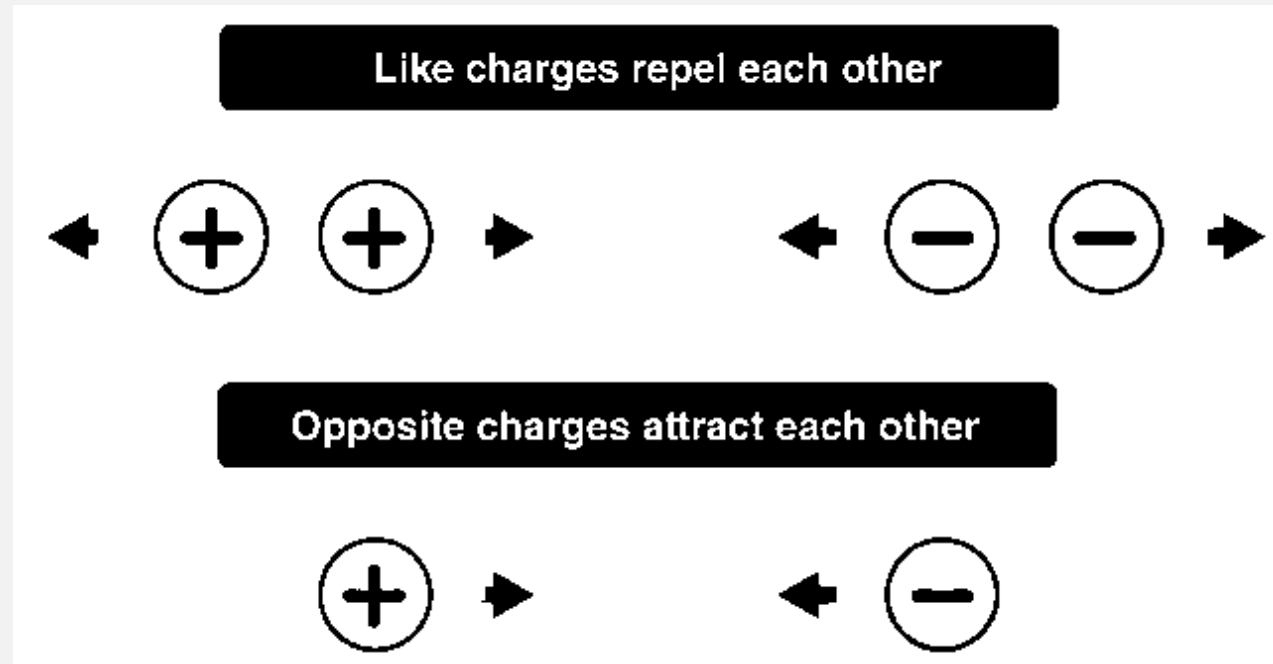 Like charges repel each other
+ + − −
Opposite charges attract each other
+ −